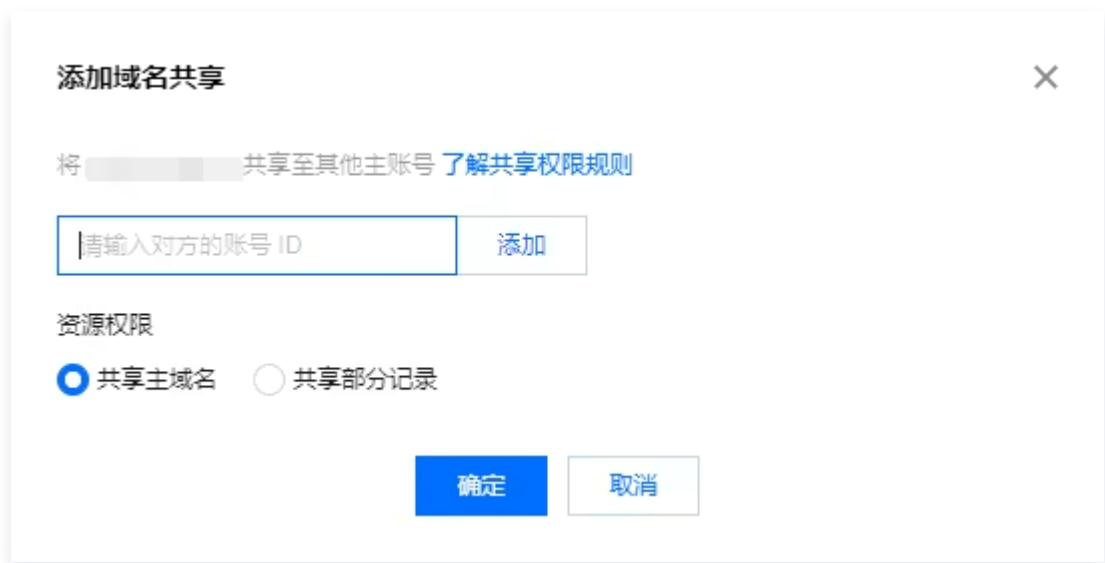 添加域名共享
将 共享至其他主账号 了解共享权限规则
请输入对方的账号 ID 添加
资源权限
共享主域名 共享部分记录
确定 取消